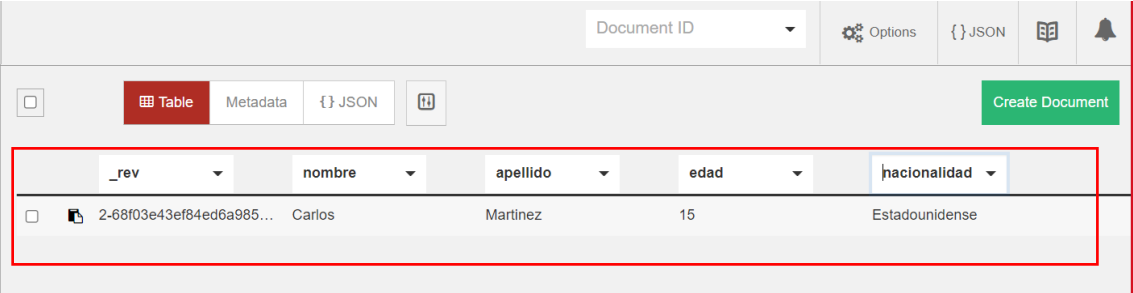 Document ID
Options
{ } JSON
Table
Metadata
{ } JSON
Create Document
_rev nombre apellido edad nacionalidad
2-68f03e43ef84ed6a985... Carlos Martinez 15 Estadounidense